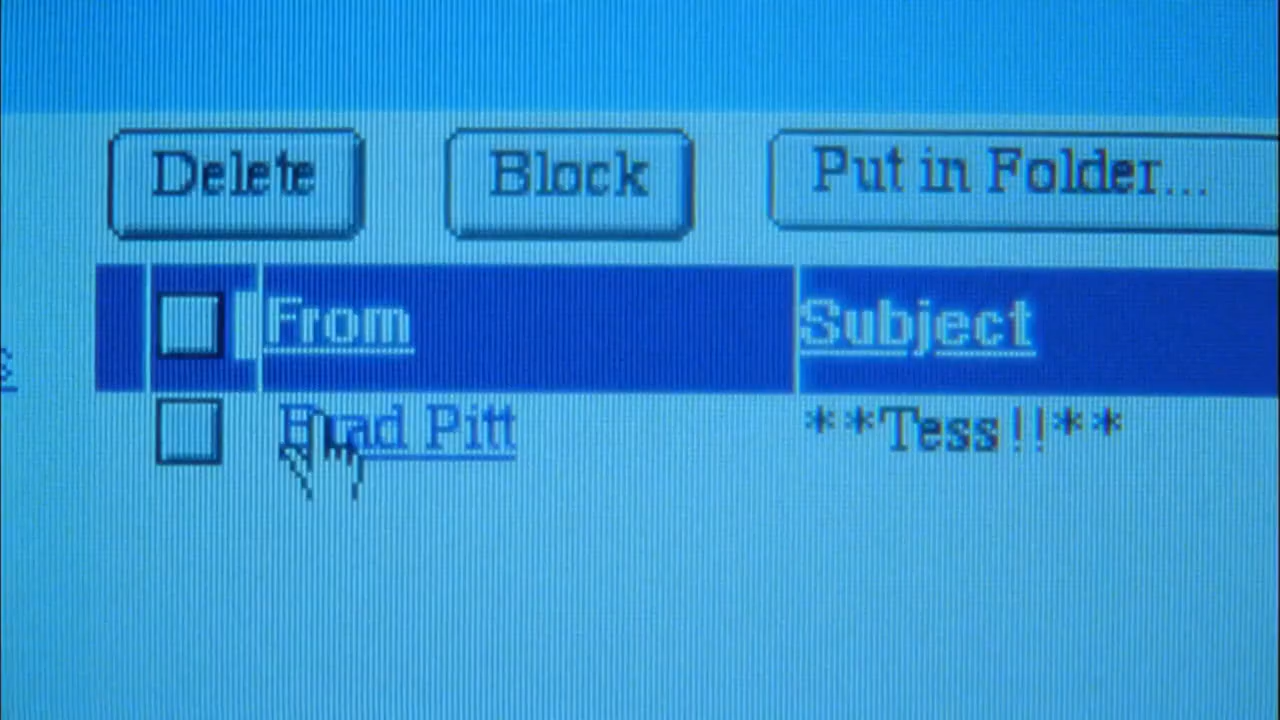 Delete Block Put in Folder...
From Subject
s
Brad Pitt **Tess!!**